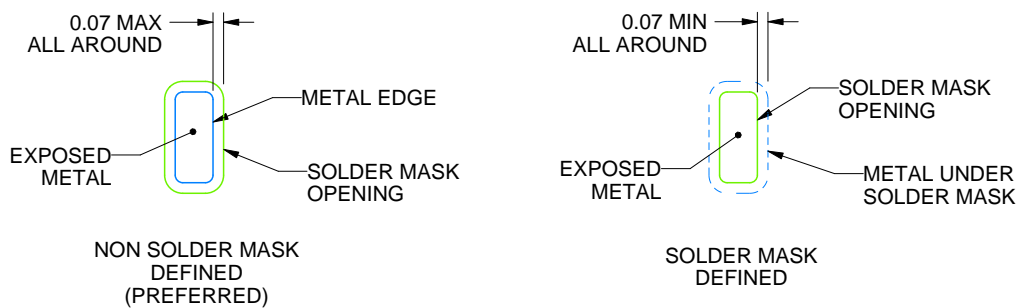 0.07 MAX
ALL AROUND
METAL EDGE
EXPOSED
METAL
SOLDER MASK
OPENING
NON SOLDER MASK
DEFINED
(PREFERRED)
0.07 MIN
ALL AROUND
SOLDER MASK
OPENING
EXPOSED
METAL
METAL UNDER
SOLDER MASK
SOLDER MASK
DEFINED